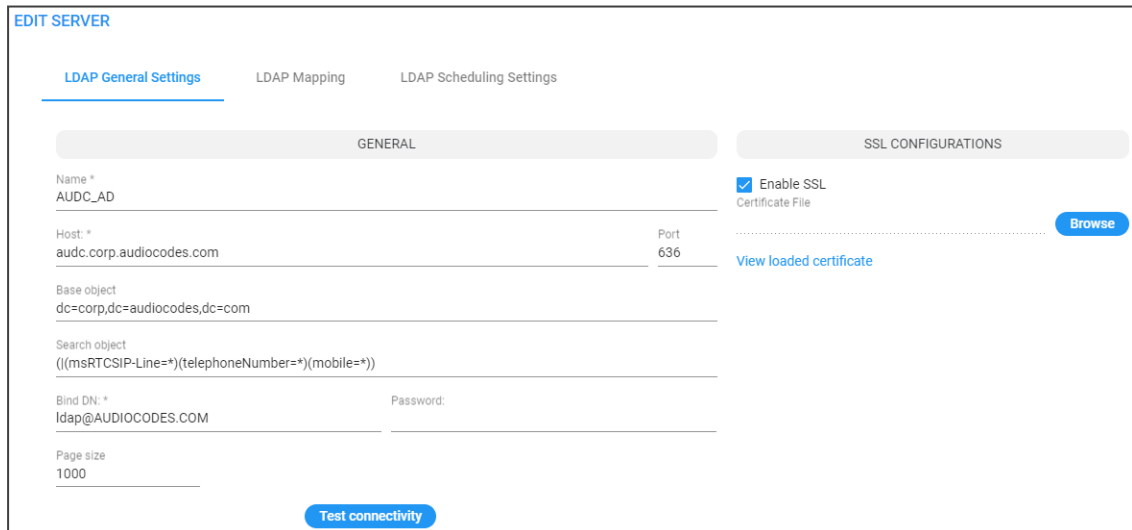 EDIT SERVER
LDAP General Settings LDAP Mapping LDAP Scheduling Settings
GENERAL
Name *
AUDC_AD
Host: * Port
audc.corp.audiocodes.com 636
Base object
dc=corp,dc=audiocodes,dc=com
Search object
(|(msRTCSIP-Line=*)(telephoneNumber=*)(mobile=*))
Bind DN: * Password:
ldap@AUDIOCODES.COM
Page size
1000
Test connectivity
SSL CONFIGURATIONS
Enable SSL
Certificate File
Browse
View loaded certificate